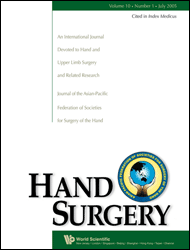 Volume 10 • Number 1 • July 2005
Cited in Index Medicus
An International Journal
Devoted to Hand and
Upper Limb Surgery
and Related Research
Journal of the Asian-Pacific
Federation of Societies
for Surgery of the Hand
HAND
SURGERY
World Scientific